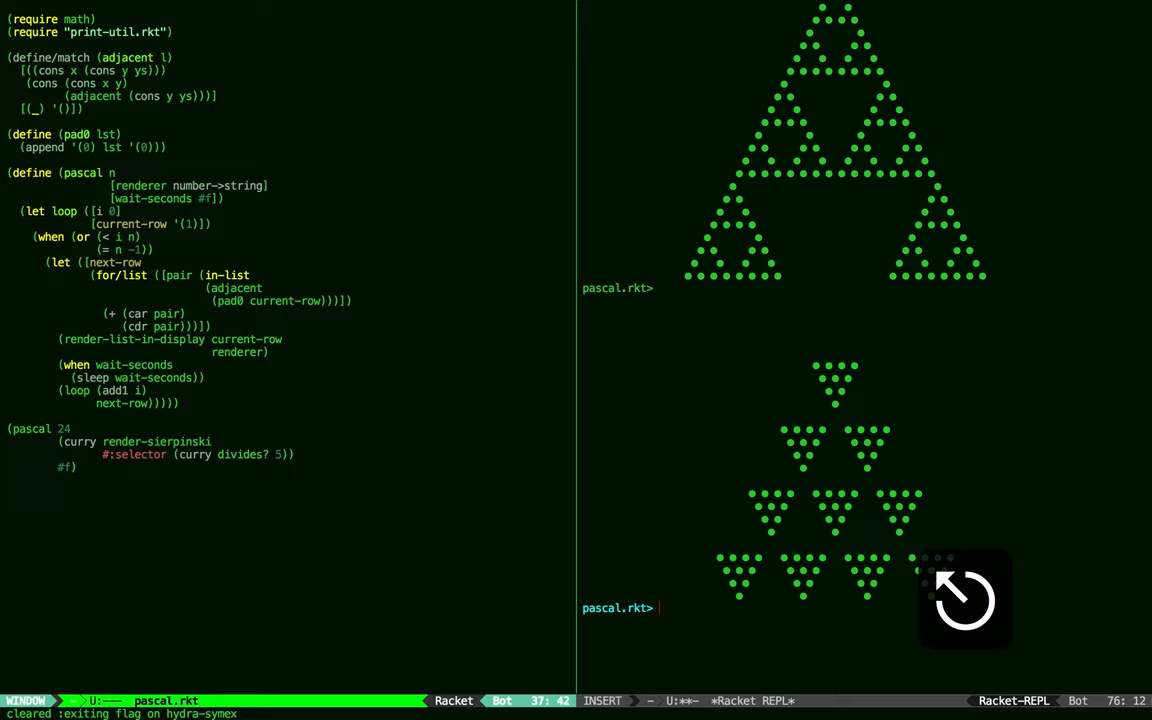 (require math)
(require "print-util.rkt")
(define/match (adjacent l)
[((cons x (cons y ys)))
(cons (cons x y)
(adjacent (cons y ys)))]
[(_) '()])
(define (pad0 lst)
(append '(0) lst '(0)))
(define (pascal n
[renderer number->string]
[wait-seconds #f])
(let loop ([i 0]
[current-row '(1)])
(when (or (< i n)
(= n -1))
(let ([next-row
(for/list ([pair (in-list
(adjacent
(pad0 current-row)))])
(+ (car pair)
(cdr pair)))])
(render-list-in-display current-row
renderer)
(when wait-seconds
(sleep wait-seconds))
(loop (add1 i)
next-row)))))
(pascal 24
(curry render-sierpinski
#:selector (curry divides? 5))
#f)
pascal.rkt>
pascal.rkt>
WINDOW – U:––– pascal.rkt Racket Bot 37: 42
INSERT – U:**– *Racket REPL* Racket-REPL Bot 76: 12
cleared :exiting flag on hydra-symex